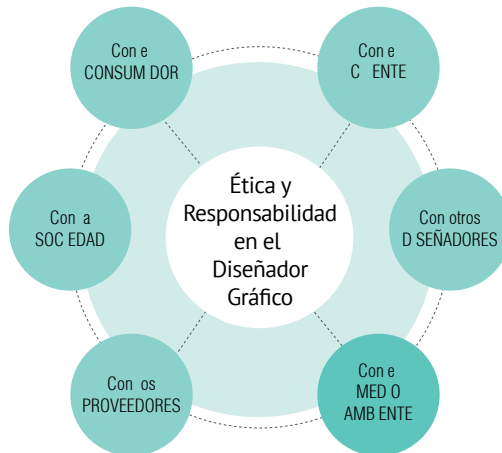 Con e
CONSUM DOR
Con e
C ENTE
Con a
SOC EDAD
Ética y
Responsabilidad
en el
Diseñador
Gráfico
Con otros
D SEÑADORES
Con os
PROVEEDORES
Con e
MED O
AMB ENTE